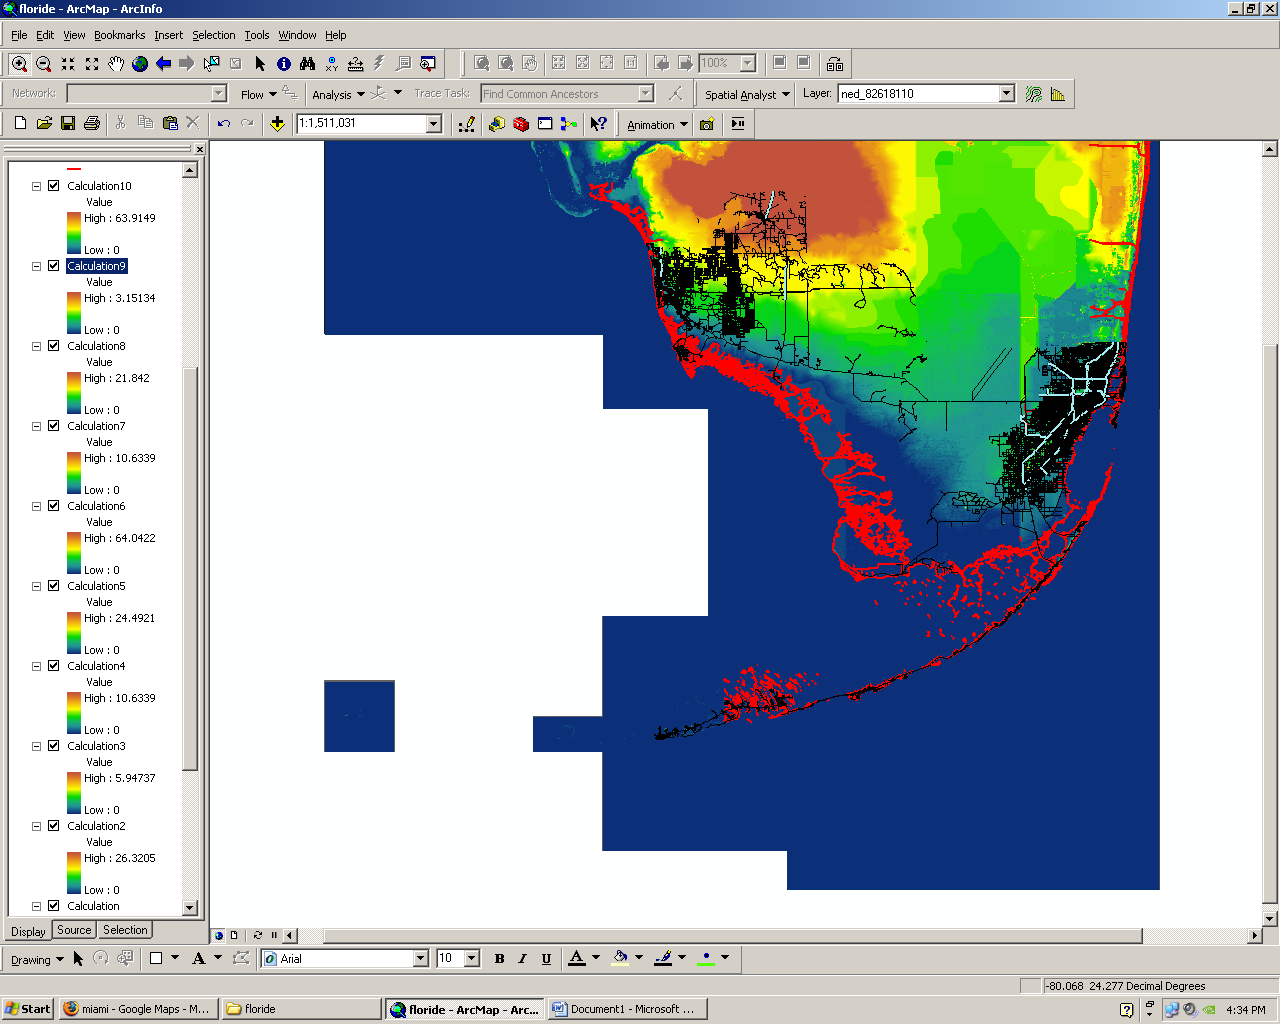 floride - ArcMap - ArcInfo
File Edit View Bookmarks Insert Selection Tools Window Help
100%
Network: Flow Analysis Trace Task: Find Common Ancestors Spatial Analyst Layer: ned_82618110
1:1,511,031 Animation
Calculation10
Value
High : 63.9149
Low : 0
Calculation9
Value
High : 3.15134
Low : 0
Calculation8
Value
High : 21.842
Low : 0
Calculation7
Value
High : 10.6339
Low : 0
Calculation6
Value
High : 64.0422
Low : 0
Calculation5
Value
High : 24.4921
Low : 0
Calculation4
Value
High : 10.6339
Low : 0
Calculation3
Value
High : 5.94737
Low : 0
Calculation2
Value
High : 26.3205
Low : 0
Calculation
Display Source Selection
Drawing A Arial 10 B I U A
-80.068 24.277 Decimal Degrees
Start miami - Google Maps - M... floride floride - ArcMap - Arc... Document1 - Microsoft ... 4:34 PM